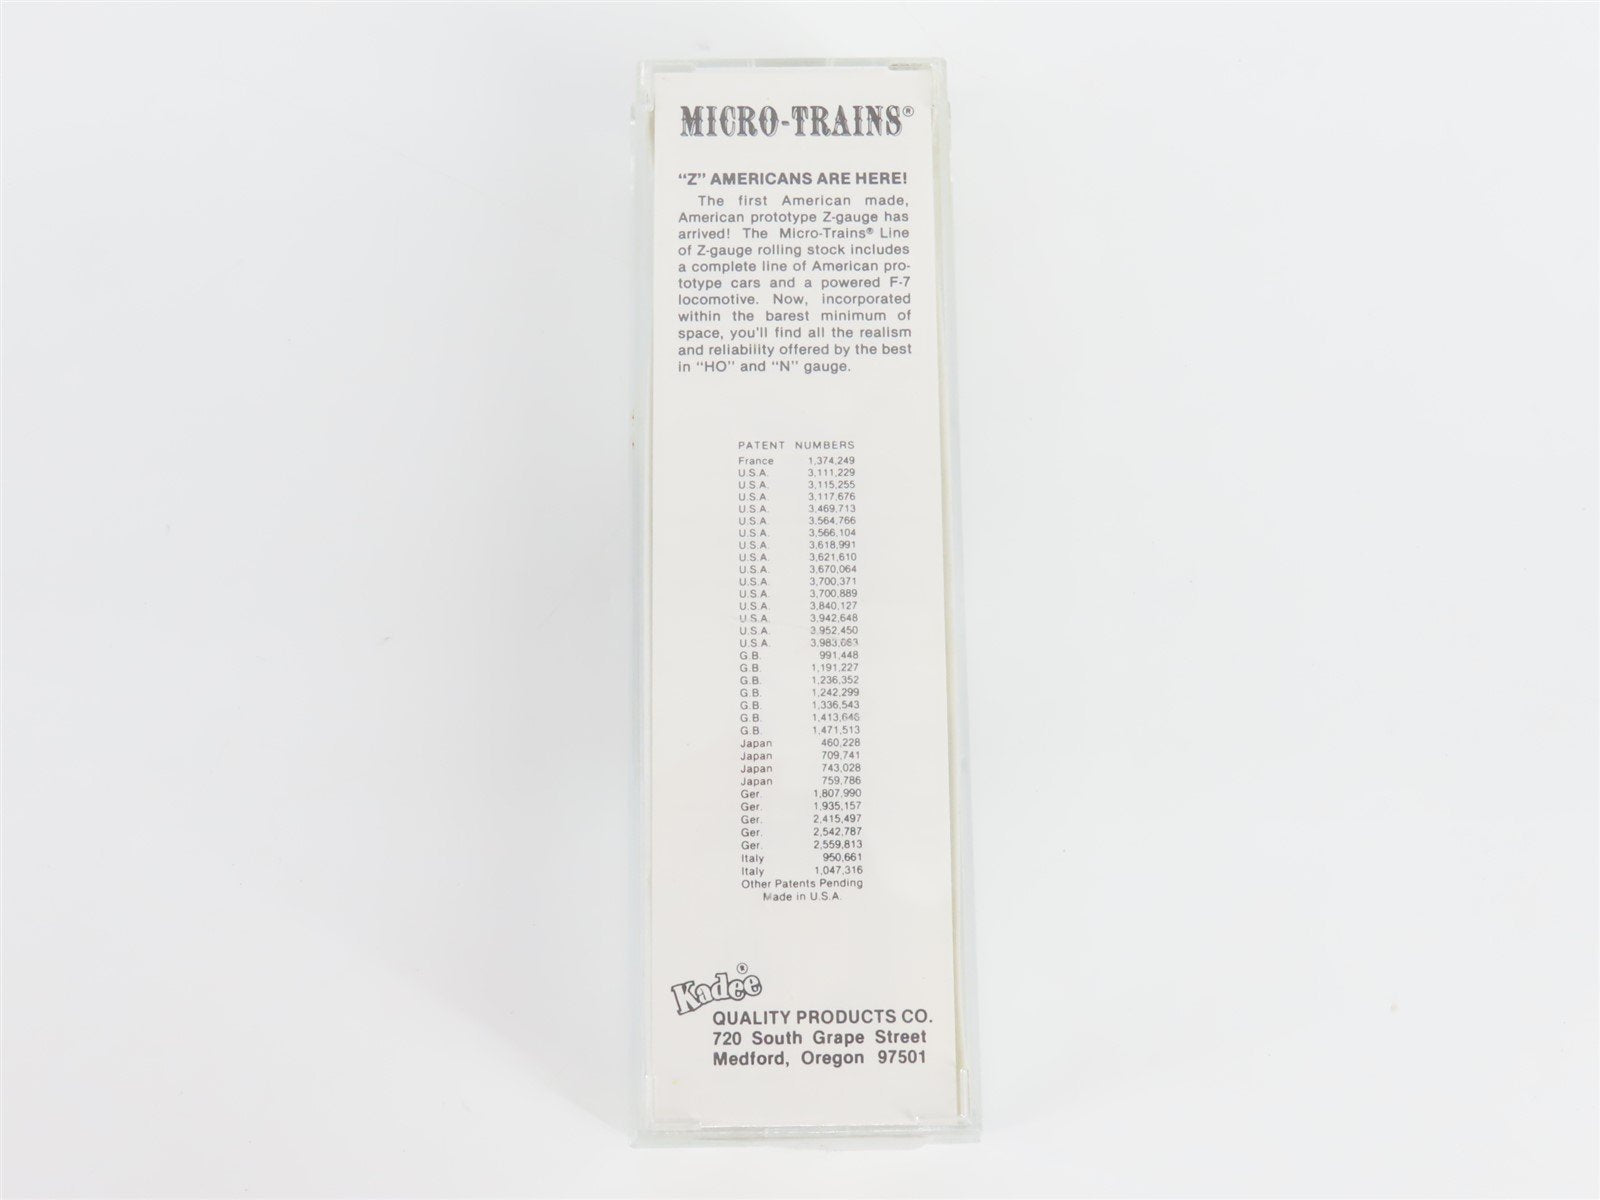 MICRO-TRAINS®
"Z" AMERICANS ARE HERE!
The first American made,
American prototype Z-gauge has
arrived! The Micro-Trains® Line
of Z-gauge rolling stock includes
a complete line of American pro-
totype cars and a powered F-7
locomotive. Now, incorporated
within the barest minimum of
space, you'll find all the realism
and reliability offered by the best
in "HO" and "N" gauge.
PATENT NUMBERS
France 1,374,249
U.S.A. 3,111,229
U.S.A. 3,115,255
U.S.A. 3,117,676
U.S.A. 3,469,713
U.S.A. 3,564,766
U.S.A. 3,566,104
U.S.A. 3,618,991
U.S.A. 3,621,610
U.S.A. 3,670,064
U.S.A. 3,700,371
U.S.A. 3,700,889
U.S.A. 3,840,127
U.S.A. 3,942,648
U.S.A. 3,952,450
U.S.A.
G.B. 991,448
G.B. 1,191,227
G.B. 1,236,352
G.B. 1,242,299
G.B. 1,336,543
G.B.
G.B. 1,471,513
Japan 460,228
Japan 709,741
Japan 743,028
Japan 759,786
Ger. 1,807,990
Ger. 1,935,157
Ger. 2,415,497
Ger. 2,542,787
Ger. 2,559,813
Italy 950,661
Italy 1,047,316
Other Patents Pending
Made in U.S.A.
Kadee®
QUALITY PRODUCTS CO.
720 South Grape Street
Medford, Oregon 97501